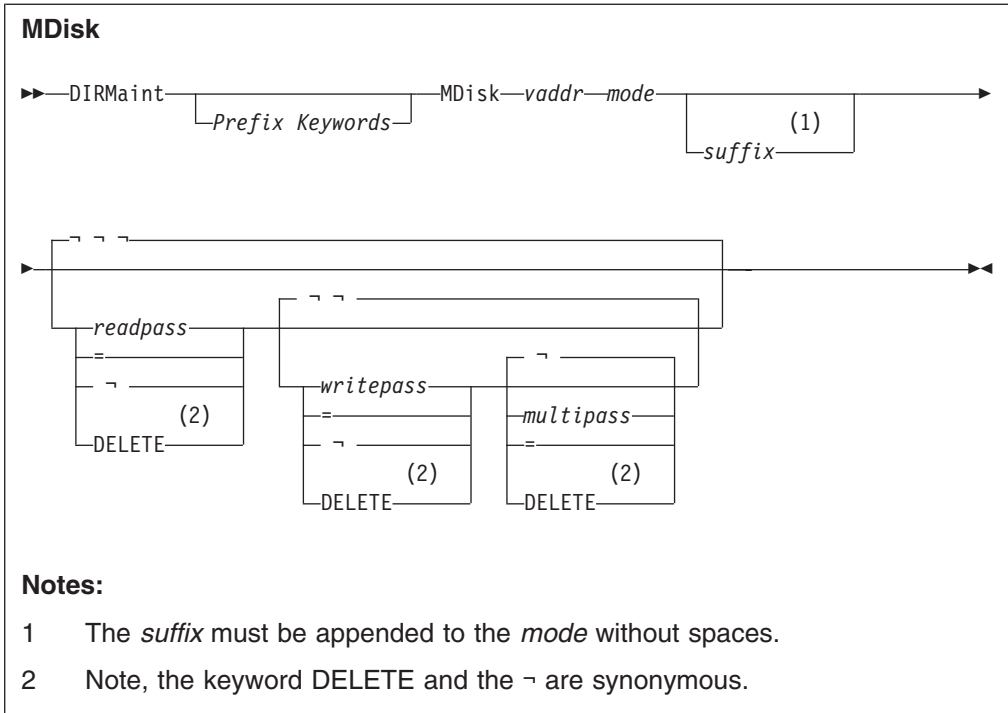 MDisk
DIRMaint MDisk vaddr mode
Prefix Keywords (1)
suffix
¬ ¬ ¬
¬ ¬
readpass
= ¬
¬ writepass
(2) = multipass
DELETE ¬ =
(2) (2)
DELETE DELETE
Notes:
1 The suffix must be appended to the mode without spaces.
2 Note, the keyword DELETE and the ¬ are synonymous.